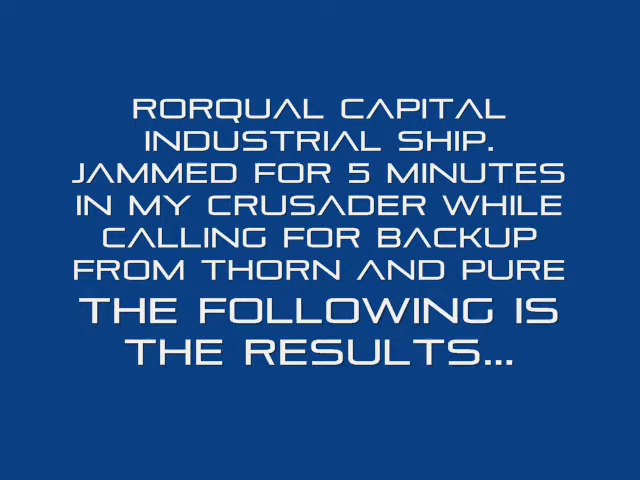 RORQUAL CAPITAL
INDUSTRIAL SHIP.
JAMMED FOR 5 MINUTES
IN MY CRUSADER WHILE
CALLING FOR BACKUP
FROM THORN AND PURE
THE FOLLOWING IS
THE RESULTS...